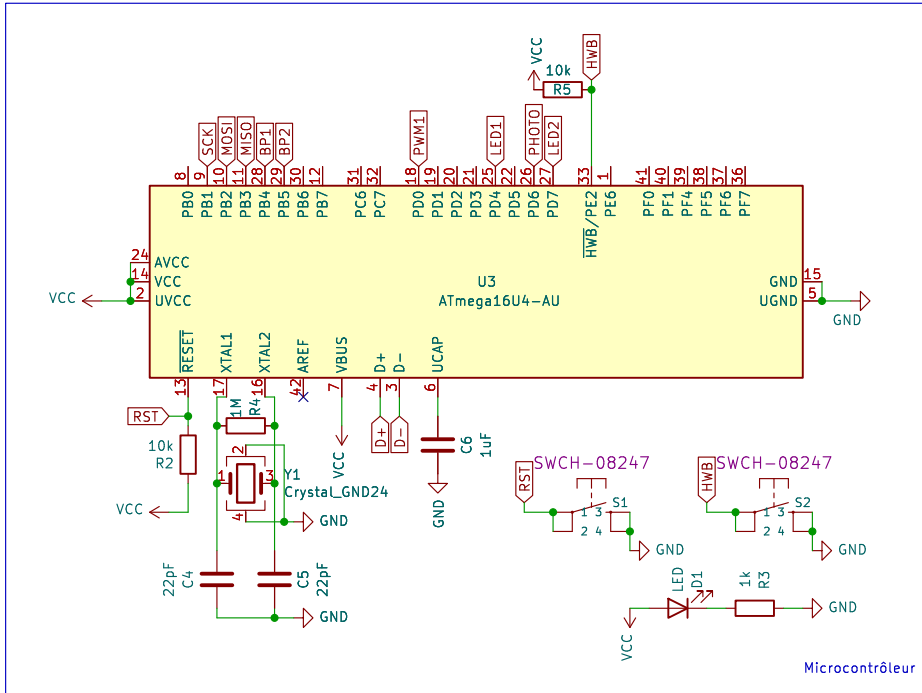 VCC
10k
R5
HWB
SCK
MOSI
MISO
BP1
BP2
PWM1
LED1
PHOTO
LED2
8 9 10 11 28 29 30 12 31 32 18 19 20 21 25 22 26 27 33 1 41 40 39 38 37 36
PB0 PB1 PB2 PB3 PB4 PB5 PB6 PB7 PC6 PC7 PD0 PD1 PD2 PD3 PD4 PD5 PD6 PD7 HWB/PE2 PE6 PF0 PF1 PF4 PF5 PF6 PF7
24 AVCC
14 VCC
2 UVCC
VCC
U3
ATmega16U4-AU
GND 15
UGND 5
GND
RESET XTAL1 XTAL2 AREF VBUS D+ D- UCAP
13 17 16 42 7 4 3 6
RST
1M
R4
10k
R2
VCC
VCC
D+
D-
C6
1uF
GND
2
1 3
4
Y1
Crystal_GND24
GND
22pF
C4
C5
22pF
GND
SWCH-08247
RST
S1
1 3
2 4
GND
SWCH-08247
HWB
S2
1 3
2 4
GND
LED
D1
1k
R3
VCC
GND
Microcontrôleur